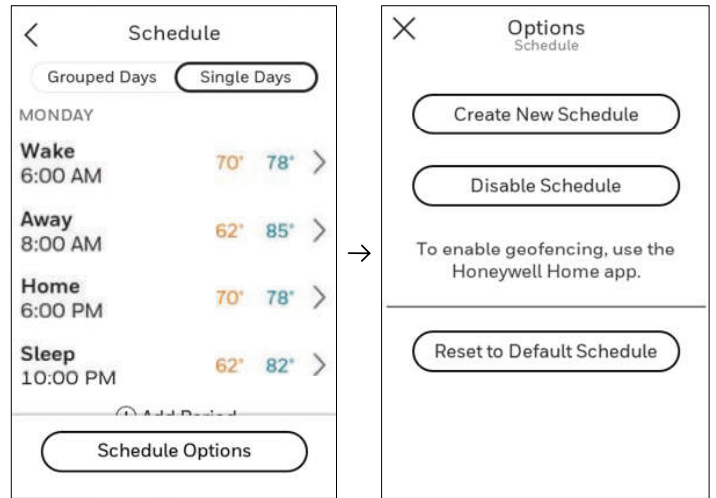 Schedule
Grouped Days Single Days
MONDAY
Wake
6:00 AM 70° 78°
Away
8:00 AM 62° 85°
Home
6:00 PM 70° 78°
Sleep
10:00 PM 62° 82°
Add Period
Schedule Options
Options
Schedule
Create New Schedule
Disable Schedule
To enable geofencing, use the
Honeywell Home app.
Reset to Default Schedule